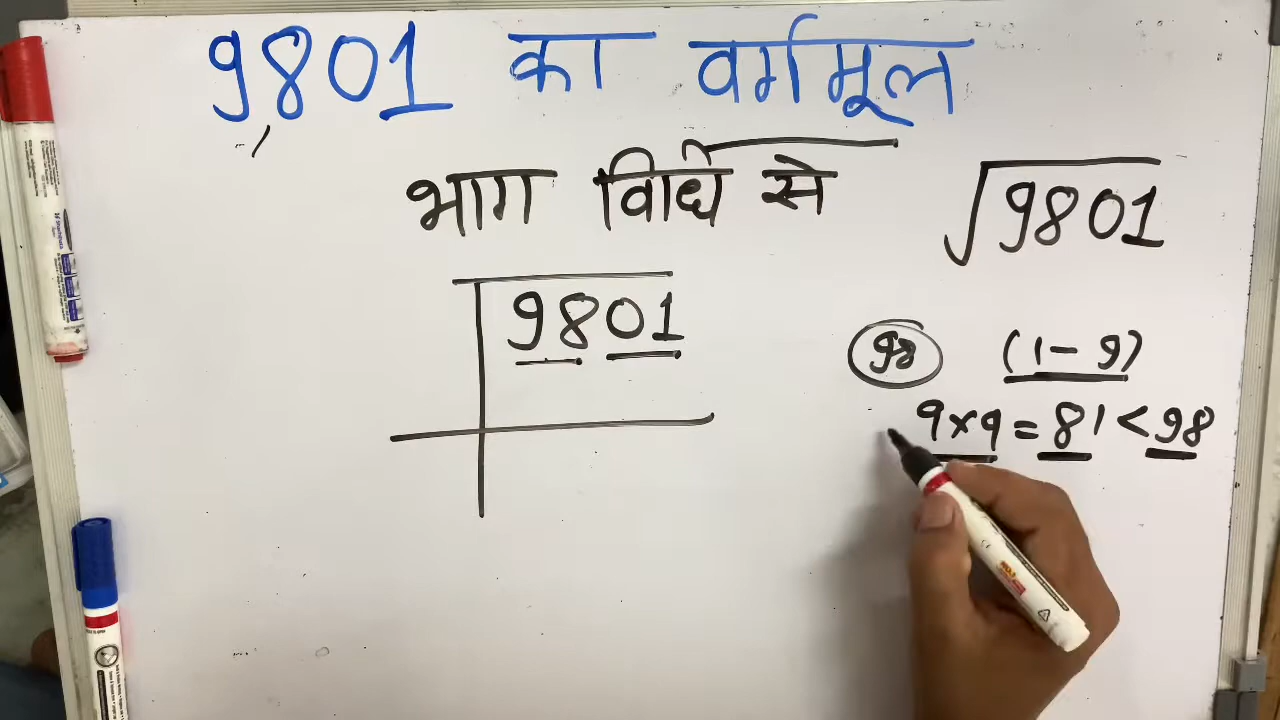 9801 का वर्गमूल
भाग विधि से
√9801
9801
98 (1-9)
9×9=81<98